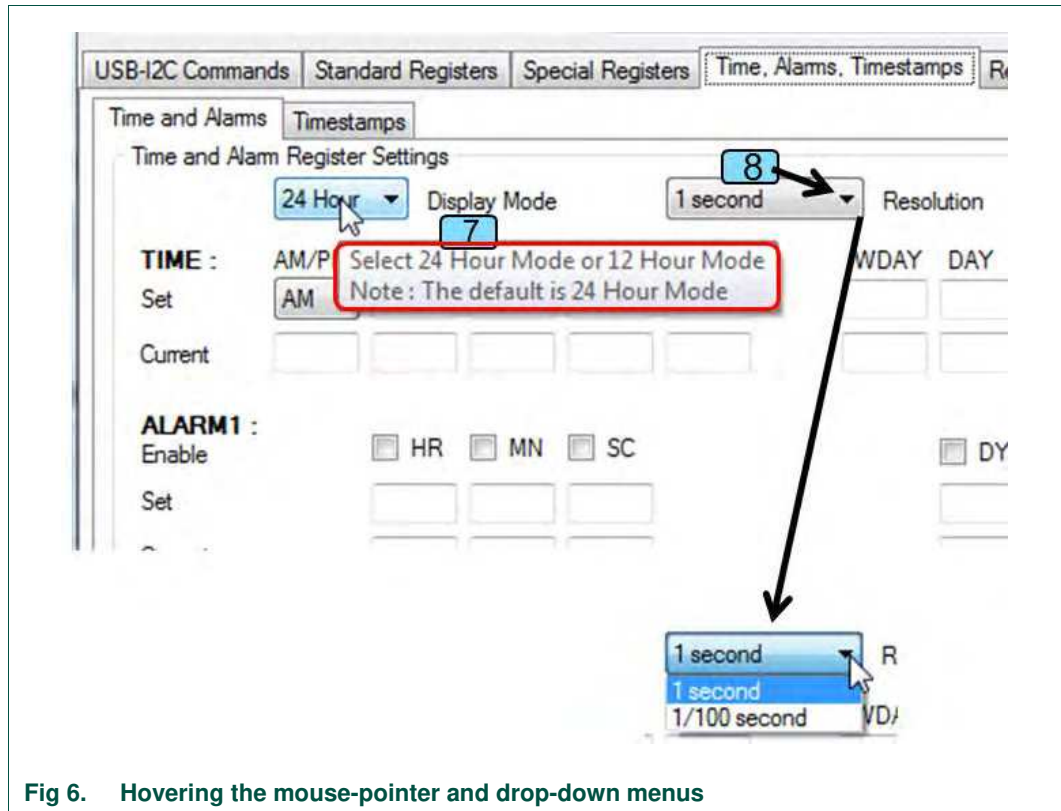 USB-I2C Commands Standard Registers Special Registers Time, Alarms, Timestamps
Time and Alarms Timestamps
Time and Alarm Register Settings
8
24 Hour Display Mode 1 second Resolution
7
TIME : AM/P Select 24 Hour Mode or 12 Hour Mode WDAY DAY
Set AM Note : The default is 24 Hour Mode
Current
ALARM1 :
Enable HR MN SC DY
Set
1 second R
1 second
1/100 second
Fig 6. Hovering the mouse-pointer and drop-down menus